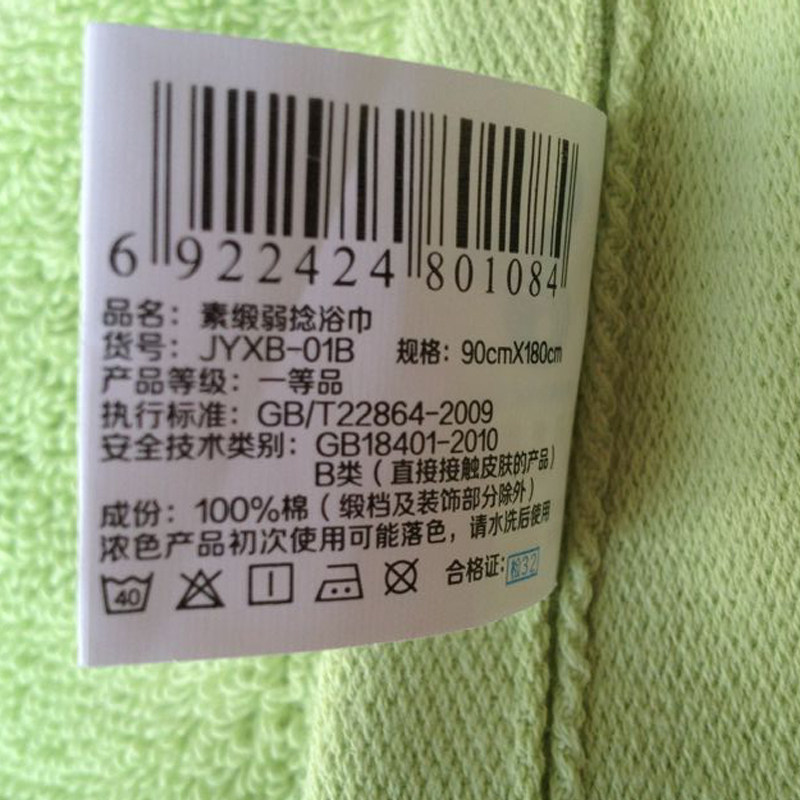 6 922424 801084
品名：素缎弱捻浴巾
货号：JYXB-01B 规格：90cmX180cm
产品等级：一等品
执行标准：GB/T22864-2009
安全技术类别：GB18401-2010
B类（直接接触皮肤的产品）
成份：100%棉（缎档及装饰部分除外）
浓色产品初次使用可能落色，请水洗后使用
40 合格证：检32